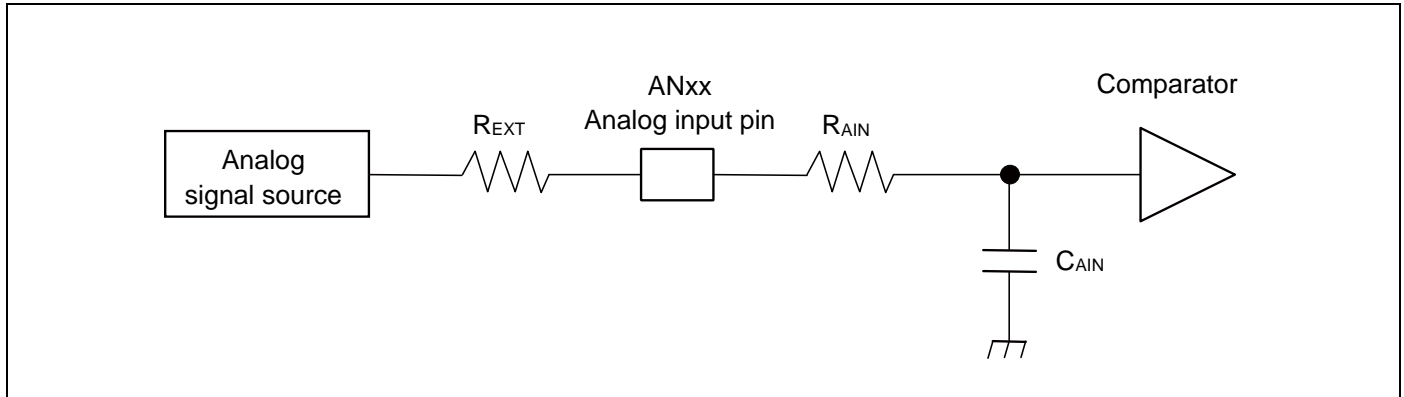 Analog
signal source
REXT
ANxx
Analog input pin
RAIN
Comparator
CAIN